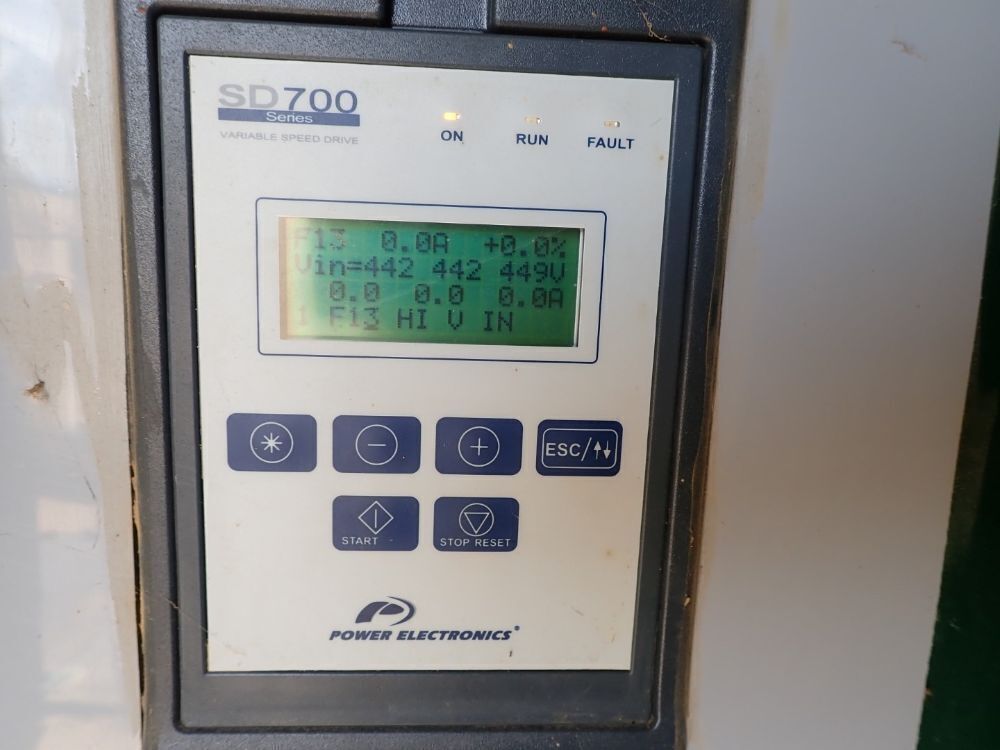 SD700
Series
VARIABLE SPEED DRIVE
ON RUN FAULT
F13 0.0A +0.0%
Vin=442 442 449V
0.0 0.0 0.0A
1 F13 HI V IN
ESC/
START
STOP RESET
POWER ELECTRONICS®